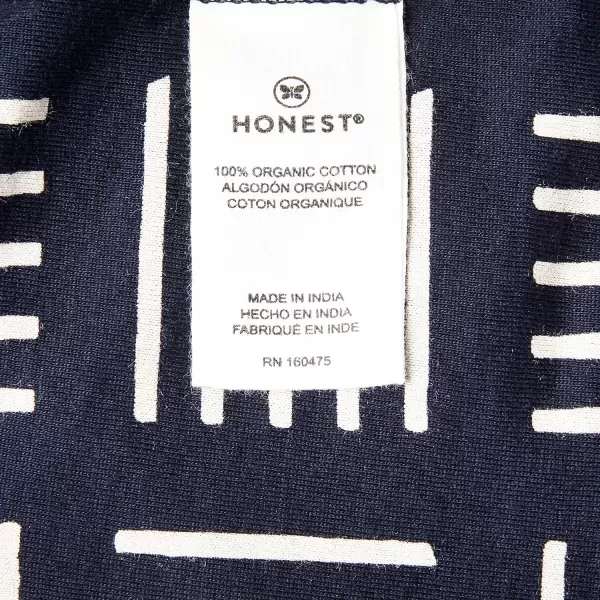 HONEST®
100% ORGANIC COTTON
ALGODÓN ORGÁNICO
COTON ORGANIQUE
MADE IN INDIA
HECHO EN INDIA
FABRIQUÉ EN INDE
RN 160475